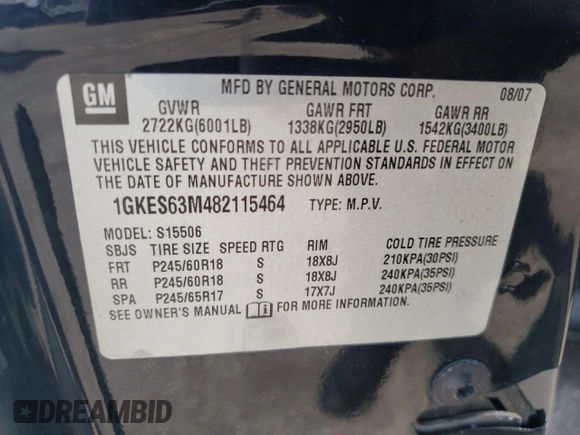 GM
MFD BY GENERAL MOTORS CORP. 08/07
GVWR GAWR FRT GAWR RR
2722KG(6001LB) 1338KG(2950LB) 1542KG(3400LB)
THIS VEHICLE CONFORMS TO ALL APPLICABLE U.S. FEDERAL MOTOR
VEHICLE SAFETY AND THEFT PREVENTION STANDARDS IN EFFECT ON
THE DATE OF MANUFACTURE SHOWN ABOVE.
1GKES63M482115464 TYPE: M.P.V.
MODEL: S15506
SBJS TIRE SIZE SPEED RTG RIM COLD TIRE PRESSURE
FRT P245/60R18 S 18X8J 210KPA(30PSI)
RR P245/60R18 S 18X8J 240KPA(35PSI)
SPA P245/65R17 S 17X7J 240KPA(35PSI)
SEE OWNER'S MANUAL FOR MORE INFORMATION.
DREAMBID